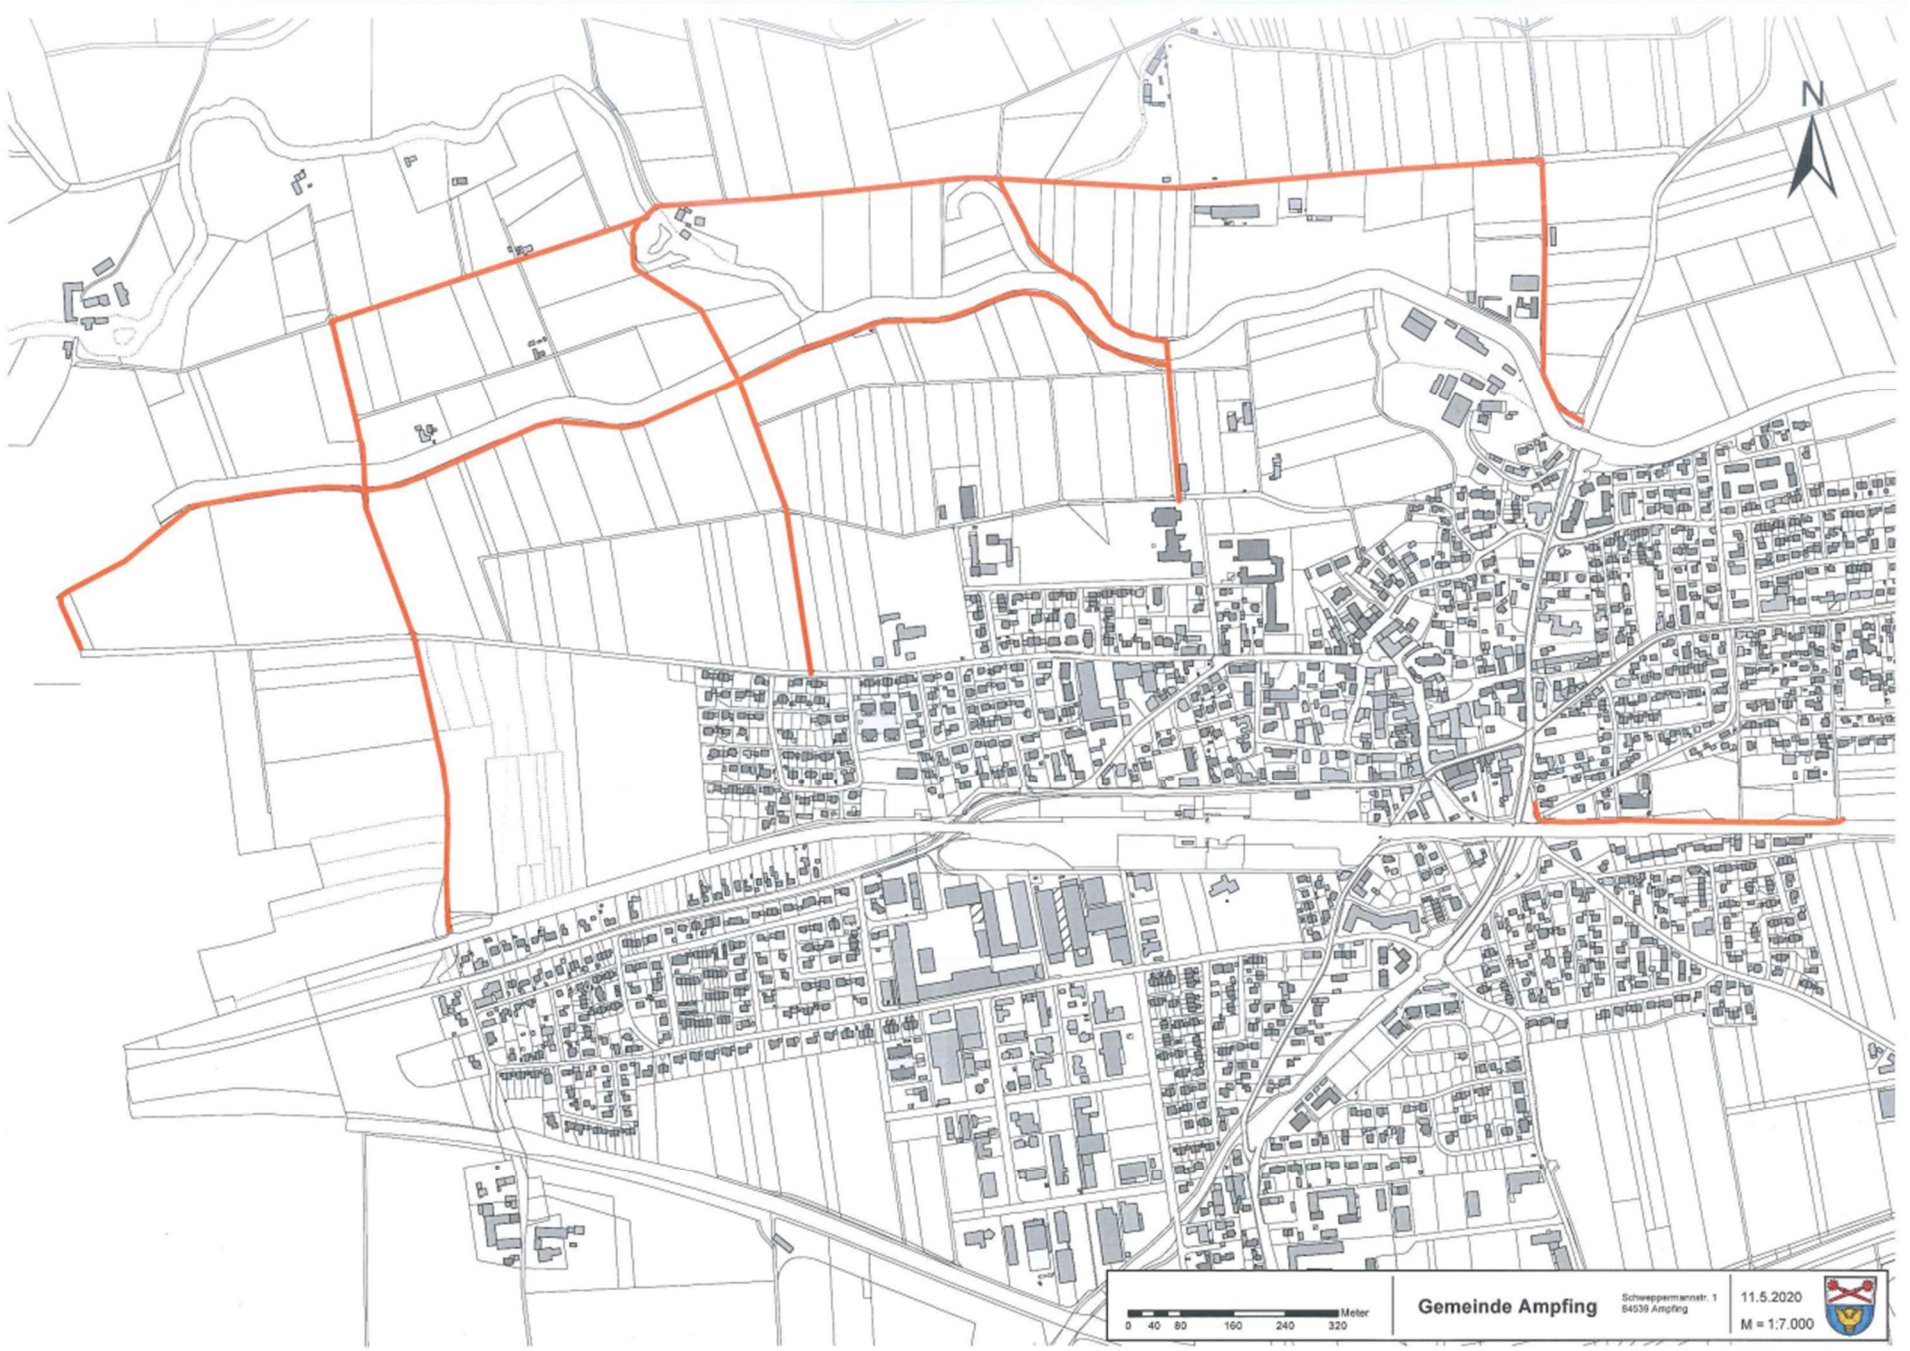 N
Meter
0 40 80 160 240 320
Gemeinde Ampfing
Schweppermannstr. 1
84539 Ampfing
11.5.2020
M = 1:7.000